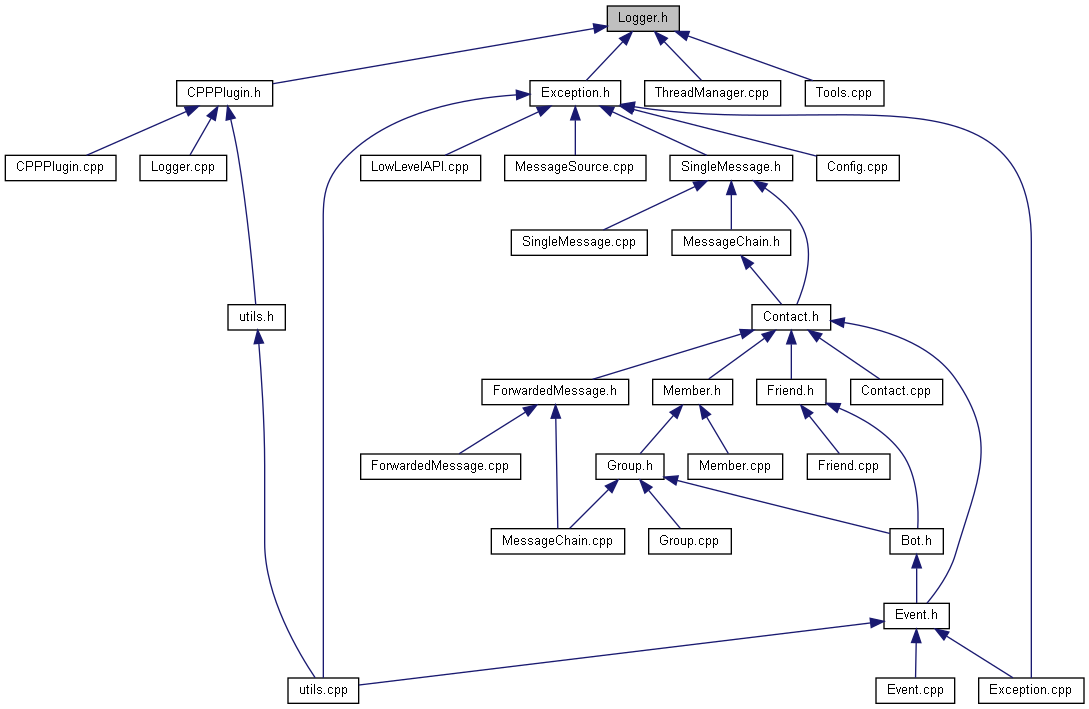 Logger.h
CPPPlugin.h
Exception.h
ThreadManager.cpp
Tools.cpp
CPPPlugin.cpp
Logger.cpp
LowLevelAPI.cpp
MessageSource.cpp
SingleMessage.h
Config.cpp
SingleMessage.cpp
MessageChain.h
utils.h
Contact.h
ForwardedMessage.h
Member.h
Friend.h
Contact.cpp
ForwardedMessage.cpp
Group.h
Member.cpp
Friend.cpp
MessageChain.cpp
Group.cpp
Bot.h
Event.h
utils.cpp
Event.cpp
Exception.cpp